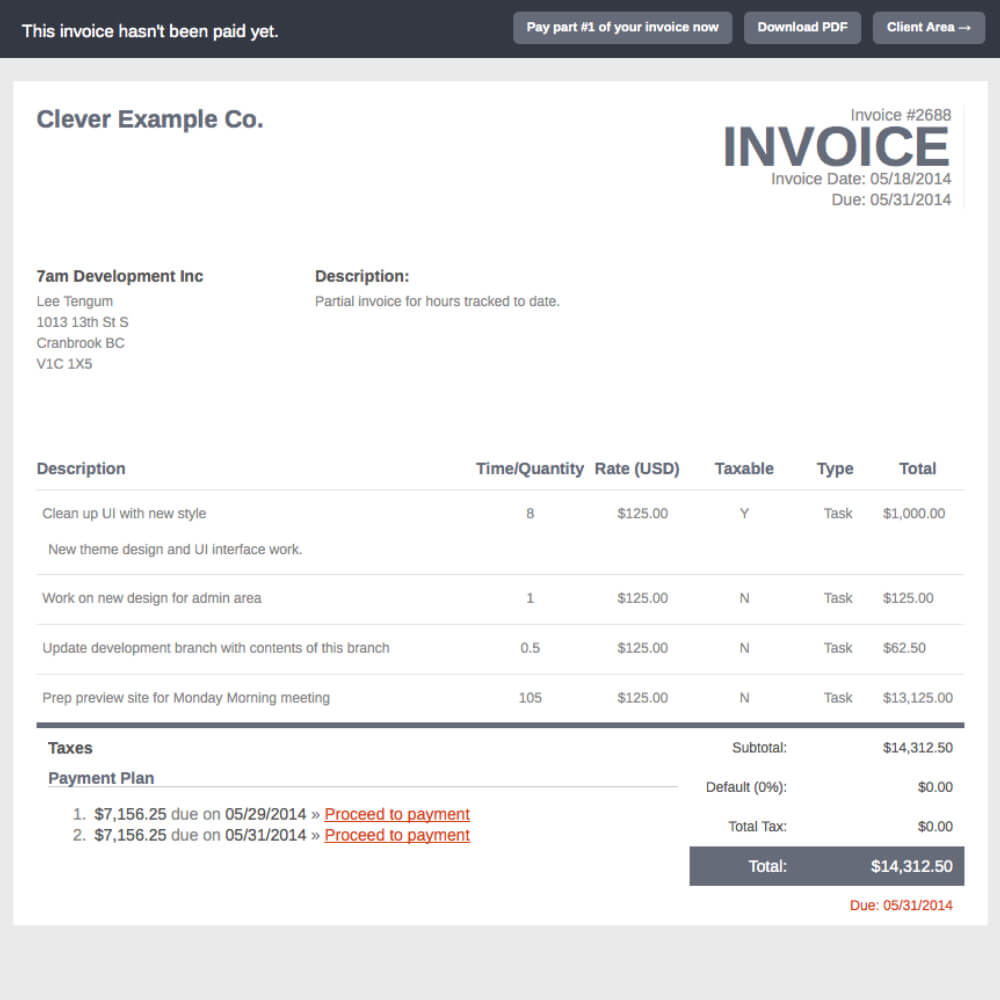 This invoice hasn't been paid yet.
Pay part #1 of your invoice now
Download PDF
Client Area →
Clever Example Co.
Invoice #2688
INVOICE
Invoice Date: 05/18/2014
Due: 05/31/2014
7am Development Inc
Lee Tengum
1013 13th St S
Cranbrook BC
V1C 1X5
Description:
Partial invoice for hours tracked to date.
Description Time/Quantity Rate (USD) Taxable Type Total
Clean up UI with new style 8 $125.00 Y Task $1,000.00
New theme design and UI interface work.
Work on new design for admin area 1 $125.00 N Task $125.00
Update development branch with contents of this branch 0.5 $125.00 N Task $62.50
Prep preview site for Monday Morning meeting 105 $125.00 N Task $13,125.00
Taxes
Payment Plan
1. $7,156.25 due on 05/29/2014 » Proceed to payment
2. $7,156.25 due on 05/31/2014 » Proceed to payment
Subtotal: $14,312.50
Default (0%): $0.00
Total Tax: $0.00
Total: $14,312.50
Due: 05/31/2014